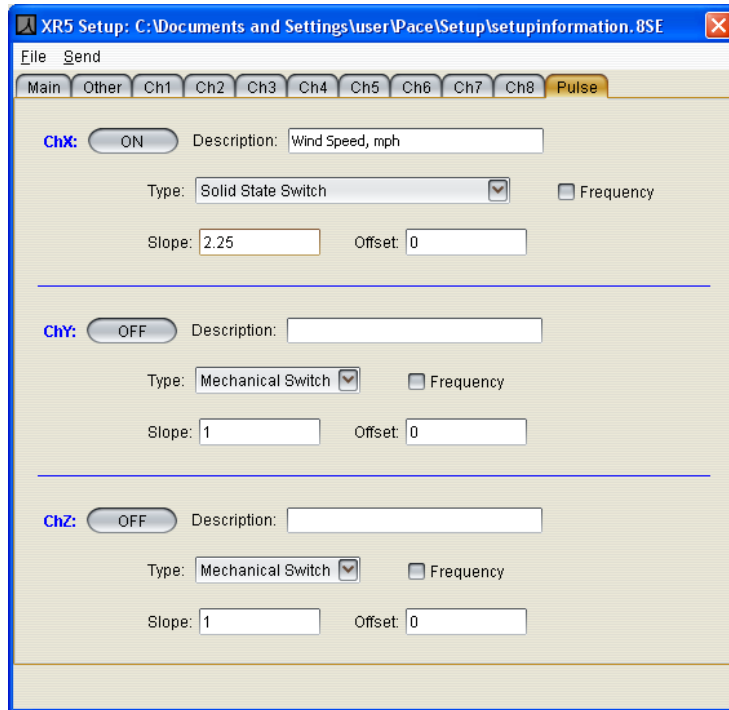 XR5 Setup: C:\Documents and Settings\user\Pace\Setup\setupinformation.8SE
File Send
Main Other Ch1 Ch2 Ch3 Ch4 Ch5 Ch6 Ch7 Ch8 Pulse
ChX: ON Description: Wind Speed, mph
Type: Solid State Switch Frequency
Slope: 2.25 Offset: 0
ChY: OFF Description:
Type: Mechanical Switch Frequency
Slope: 1 Offset: 0
ChZ: OFF Description:
Type: Mechanical Switch Frequency
Slope: 1 Offset: 0